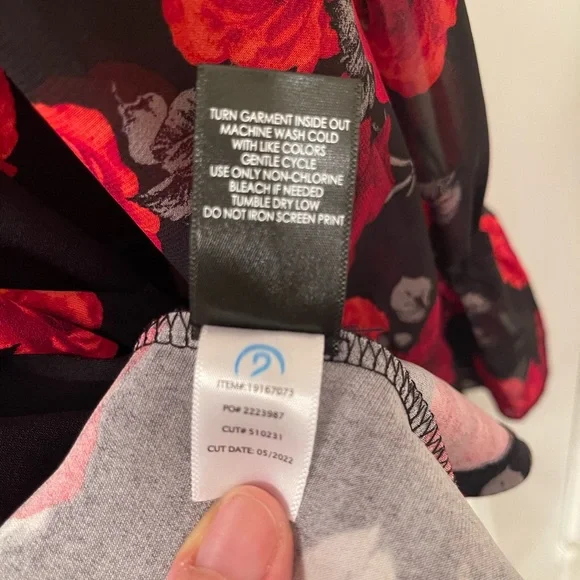 TURN GARMENT INSIDE OUT
MACHINE WASH COLD
WITH LIKE COLORS
GENTLE CYCLE
USE ONLY NON-CHLORINE
BLEACH IF NEEDED
TUMBLE DRY LOW
DO NOT IRON SCREEN PRINT
ITEM#:19167075
PO# 2223987
CUT# 510231
CUT DATE: 05/2022